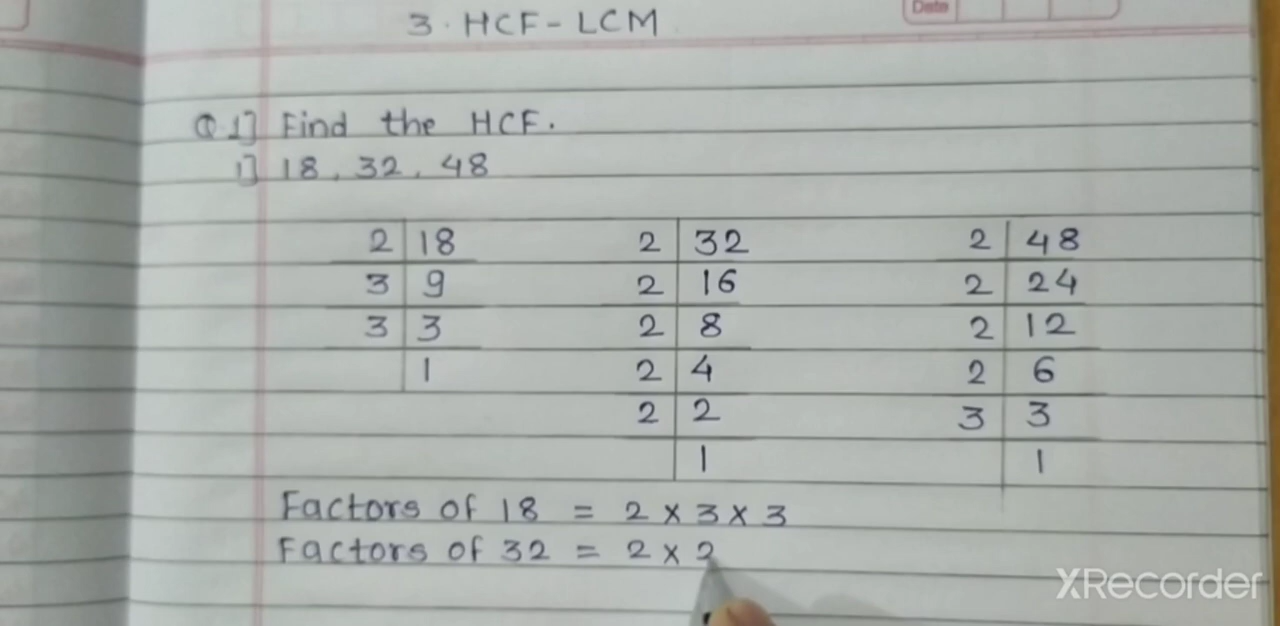 Date
3. HCF-LCM
Q.1] Find the HCF.
1] 18, 32, 48
2 18 2 32 2 48
3 9 2 16 2 24
3 3 2 8 2 12
1 2 4 2 6
2 2 3 3
1 1
Factors of 18 = 2 × 3 × 3
Factors of 32 = 2 × 2
XRecorder